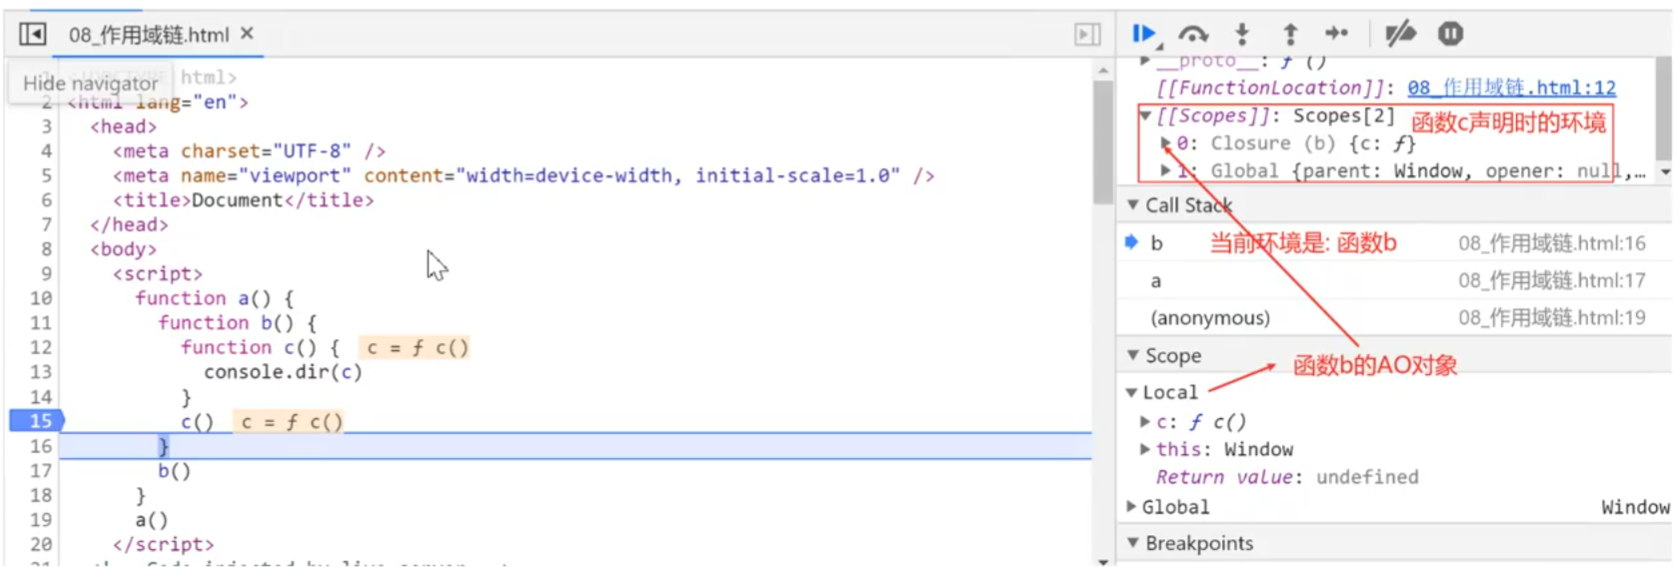 08_作用域链.html ×
Hide navigator
html>
2 <html lang="en">
3 <head>
4 <meta charset="UTF-8" />
5 <meta name="viewport" content="width=device-width, initial-scale=1.0" />
6 <title>Document</title>
7 </head>
8 <body>
9 <script>
10 function a() {
11 function b() {
12 function c() { c = ƒ c()
13 console.dir(c)
14 }
15 c() c = ƒ c()
16 }
17 b()
18 }
19 a()
20 </script>
__proto__: ƒ ()
[[FunctionLocation]]: 08_作用域链.html:12
[[Scopes]]: Scopes[2] 函数c声明时的环境
0: Closure (b) {c: ƒ}
1: Global {parent: Window, opener: null,…
Call Stack
b 当前环境是: 函数b 08_作用域链.html:16
a 08_作用域链.html:17
(anonymous) 08_作用域链.html:19
Scope
函数b的AO对象
Local
c: ƒ c()
this: Window
Return value: undefined
Global Window
Breakpoints